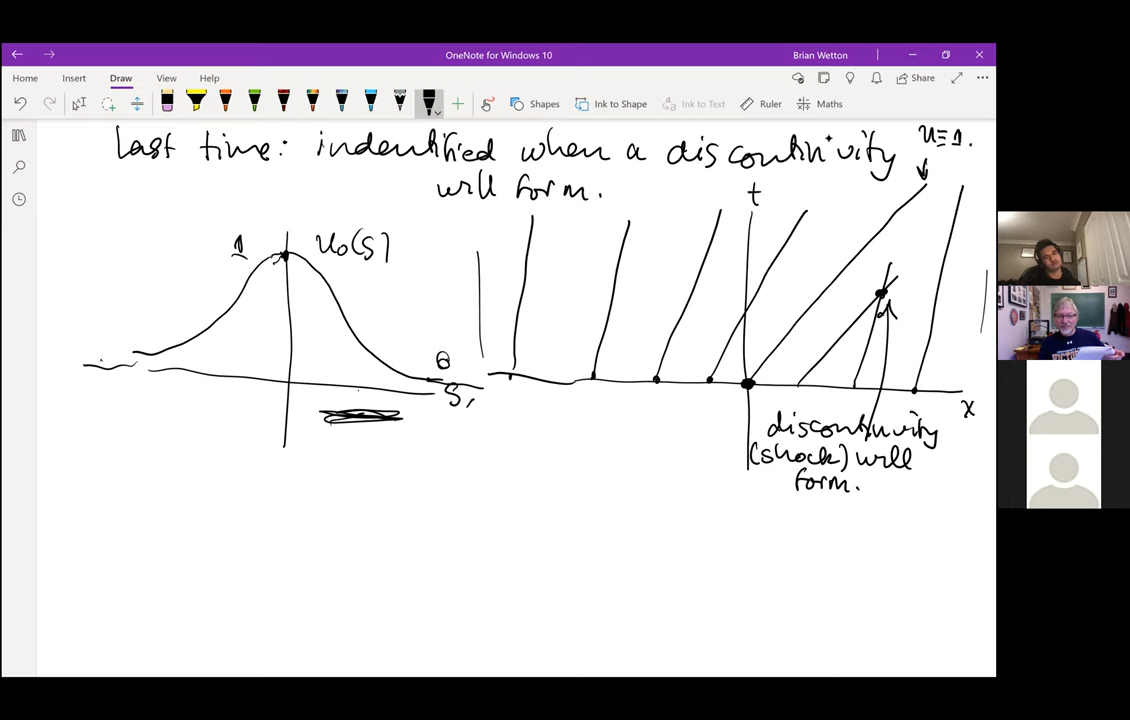 OneNote for Windows 10
Brian Wetton
Home Insert Draw View Help
Share
Shapes
Ink to Shape
Ink to Text
Ruler
Maths
last time: indentified when a discontinuity
will form.
u≡1.
t
1
u₀(s)
0
s,
x
discontinuity
(shock) will
form.